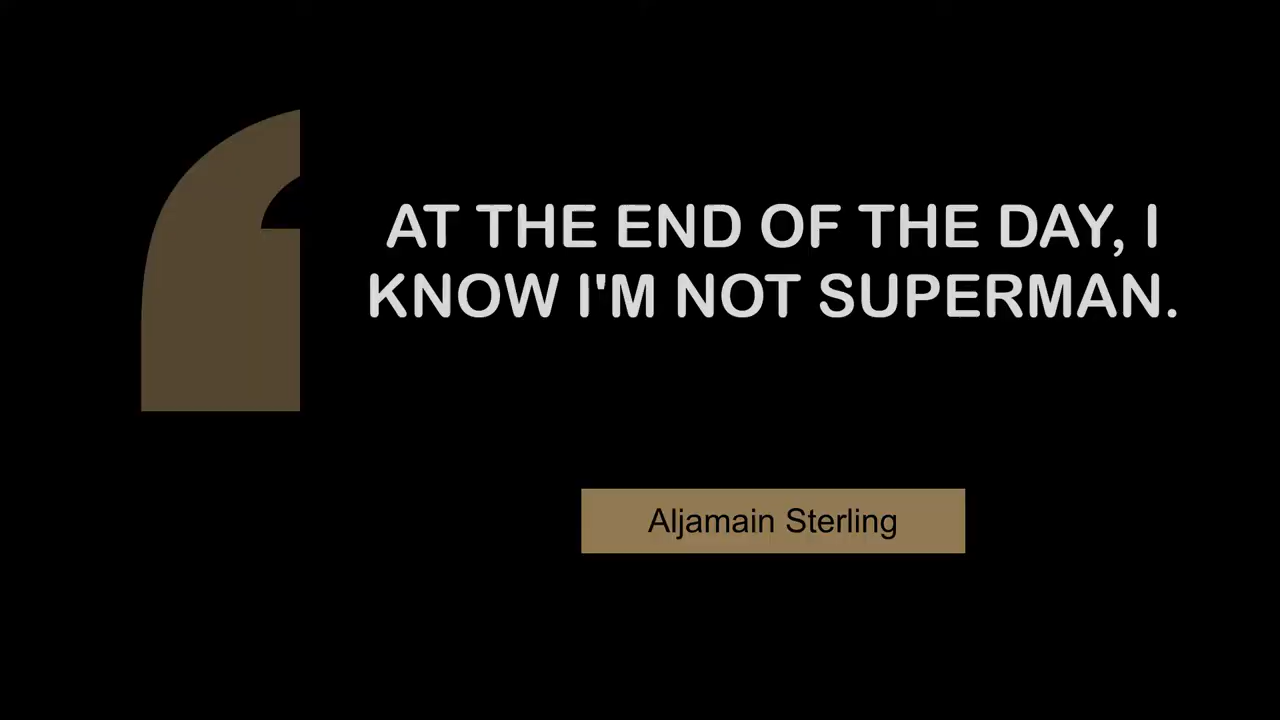 AT THE END OF THE DAY, I
KNOW I'M NOT SUPERMAN.
Aljamain Sterling